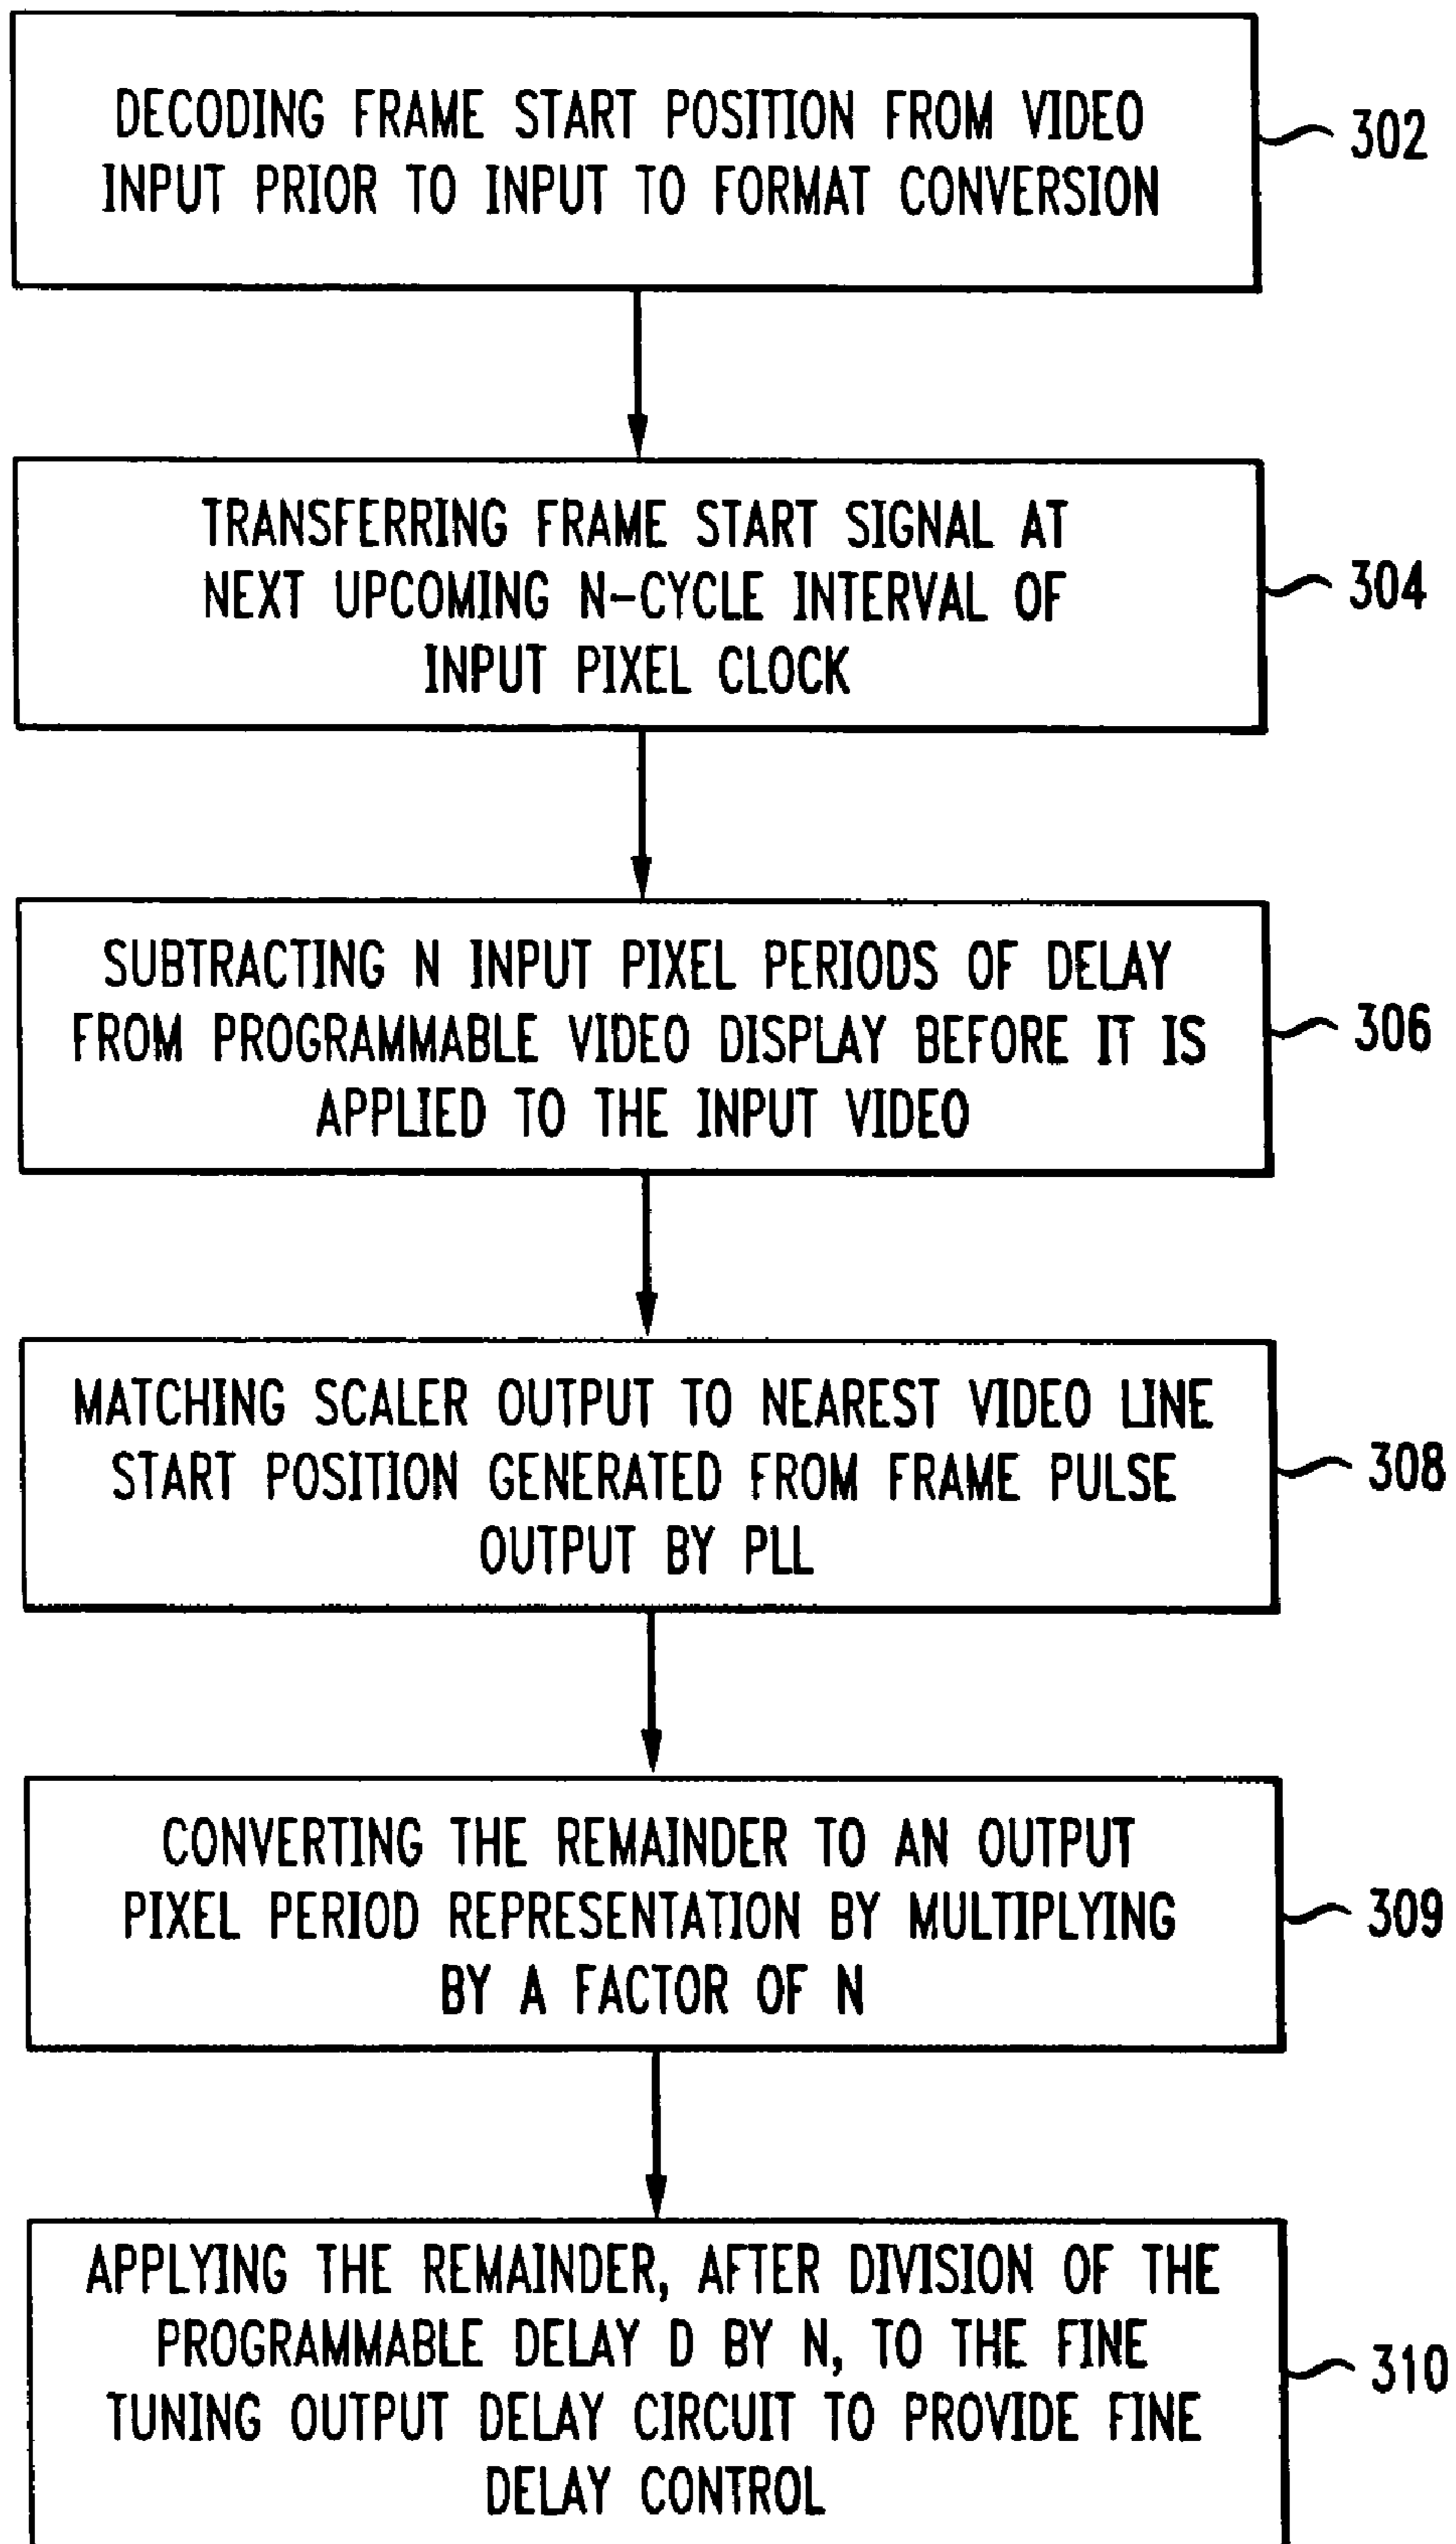 DECODING FRAME START POSITION FROM VIDEO
INPUT PRIOR TO INPUT TO FORMAT CONVERSION
302
TRANSFERRING FRAME START SIGNAL AT
NEXT UPCOMING N-CYCLE INTERVAL OF
INPUT PIXEL CLOCK
304
SUBTRACTING N INPUT PIXEL PERIODS OF DELAY
FROM PROGRAMMABLE VIDEO DISPLAY BEFORE IT IS
APPLIED TO THE INPUT VIDEO
306
MATCHING SCALER OUTPUT TO NEAREST VIDEO LINE
START POSITION GENERATED FROM FRAME PULSE
OUTPUT BY PLL
308
CONVERTING THE REMAINDER TO AN OUTPUT
PIXEL PERIOD REPRESENTATION BY MULTIPLYING
BY A FACTOR OF N
309
APPLYING THE REMAINDER, AFTER DIVISION OF THE
PROGRAMMABLE DELAY D BY N, TO THE FINE
TUNING OUTPUT DELAY CIRCUIT TO PROVIDE FINE
DELAY CONTROL
310